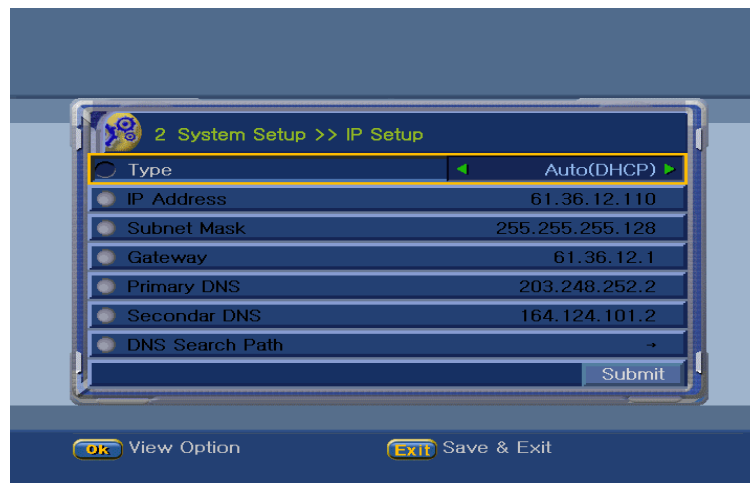 2 System Setup >> IP Setup
Type Auto(DHCP)
IP Address 61.36.12.110
Subnet Mask 255.255.255.128
Gateway 61.36.12.1
Primary DNS 203.248.252.2
Secondar DNS 164.124.101.2
DNS Search Path →
Submit
Ok View Option Exit Save & Exit